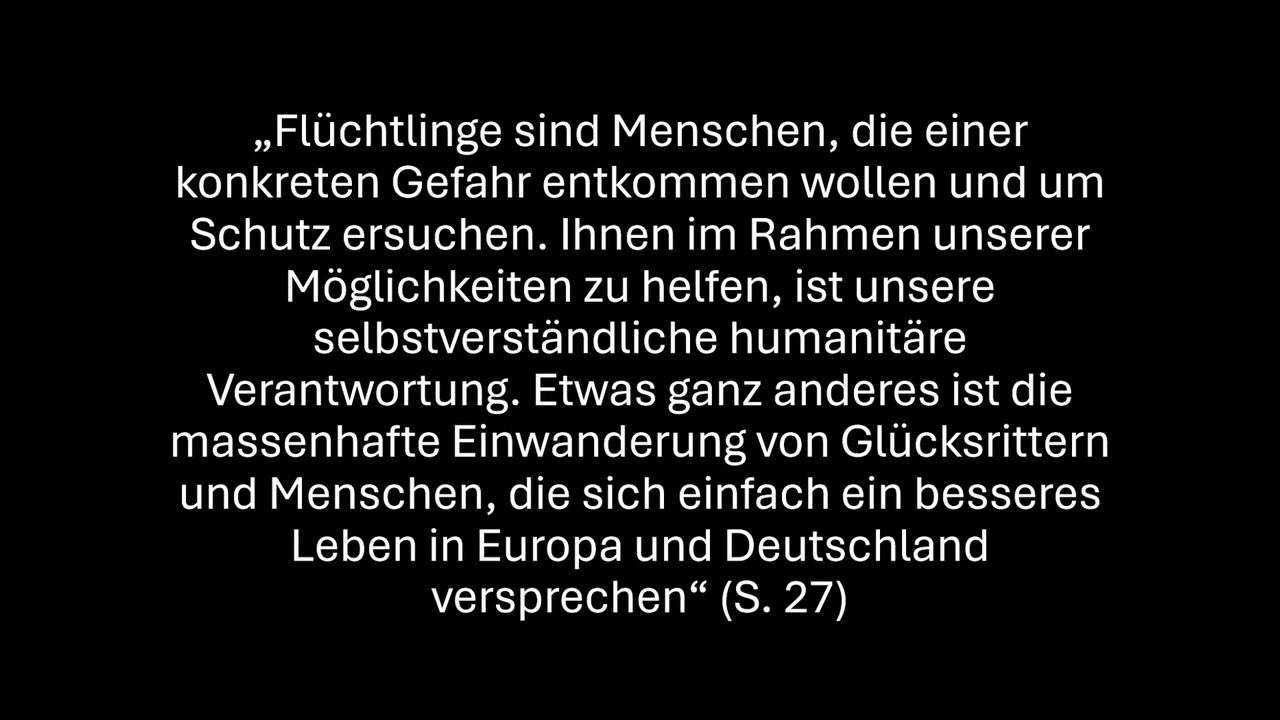 „Flüchtlinge sind Menschen, die einer
konkreten Gefahr entkommen wollen und um
Schutz ersuchen. Ihnen im Rahmen unserer
Möglichkeiten zu helfen, ist unsere
selbstverständliche humanitäre
Verantwortung. Etwas ganz anderes ist die
massenhafte Einwanderung von Glücksrittern
und Menschen, die sich einfach ein besseres
Leben in Europa und Deutschland
versprechen“ (S. 27)